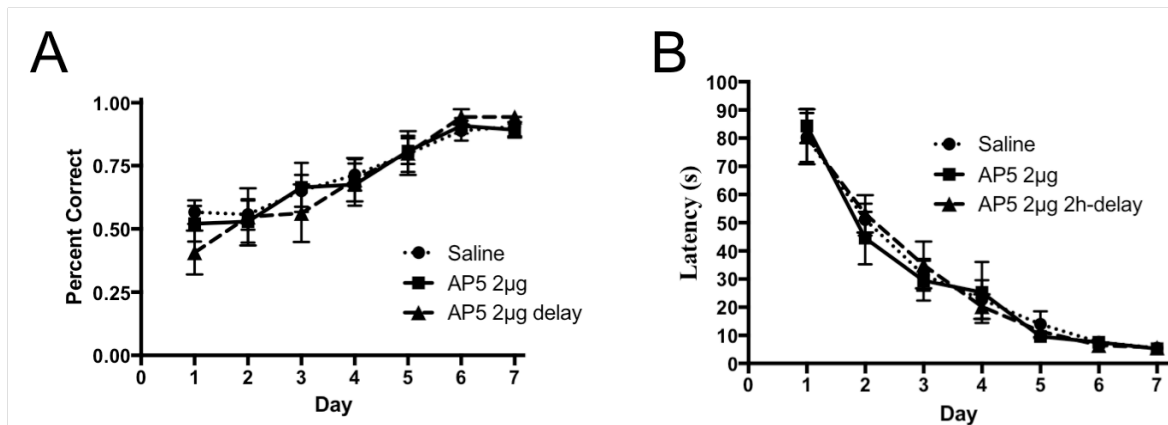 A
Percent Correct
1.00
0.75
0.50
0.25
0.00
0 1 2 3 4 5 6 7
Day
Saline
AP5 2µg
AP5 2µg delay
B
Latency (s)
100
90
80
70
60
50
40
30
20
10
0
0 1 2 3 4 5 6 7
Day
Saline
AP5 2µg
AP5 2µg 2h-delay